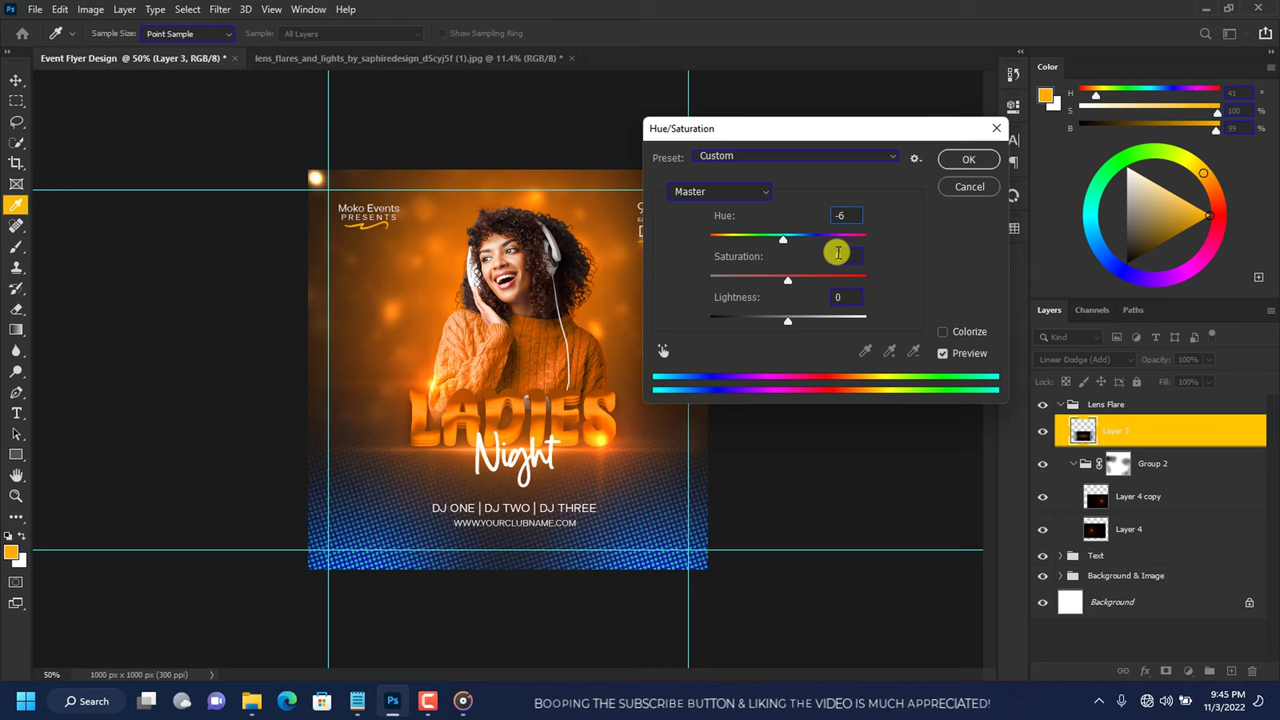 Ps File Edit Image Layer Type Select Filter 3D View Window Help
Sample Size: Point Sample Sample: All Layers Show Sampling Ring
Event Flyer Design @ 50% (Layer 3, RGB/8) * × lens_flares_and_lights_by_saphiredesign_d5cyj5f (1).jpg @ 11.4% (RGB/8) * ×
Color
H 41 °
S 100 %
B 99 %
Hue/Saturation
Preset: Custom
OK
Master
Cancel
Hue: -6
Saturation:
Lightness: 0
Colorize
Preview
Moko Events
PRESENTS
LADIES
Night
DJ ONE | DJ TWO | DJ THREE
WWW.YOURCLUBNAME.COM
Layers Channels Paths
Kind
Linear Dodge (Add) Opacity: 100%
Lock: Fill: 100%
Lens Flare
Layer 3
Group 2
Layer 4 copy
Layer 4
Text
Background & Image
Background
50% 1000 px x 1000 px (300 ppi)
Search
Ps
BOOPING THE SUBSCRIBE BUTTON & LIKING THE VIDEO IS MUCH APPRECIATED!
9:45 PM
11/3/2022